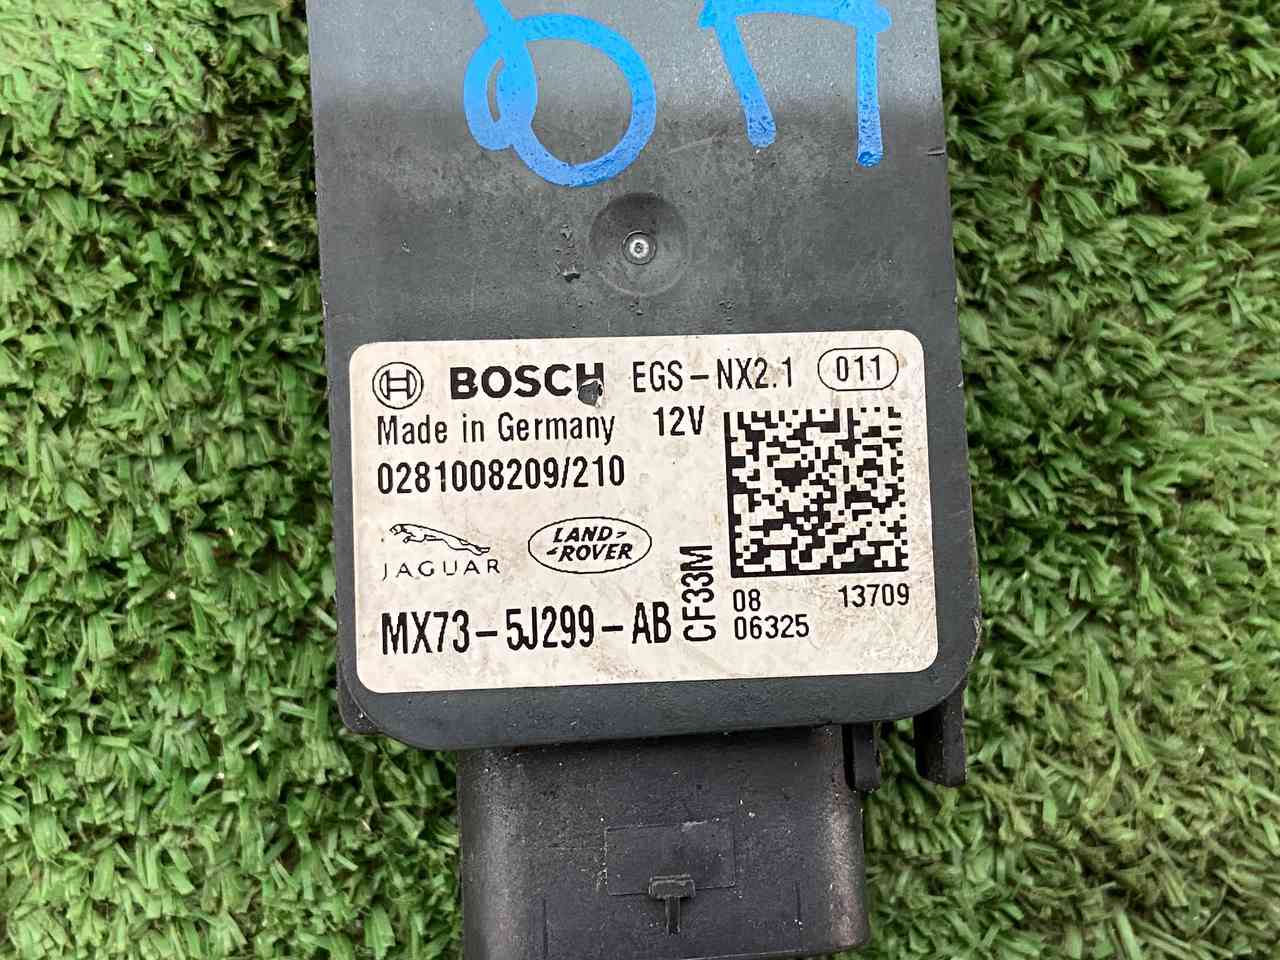 BOSCH EGS-NX2.1 011
Made in Germany 12V
0281008209/210
JAGUAR
LAND-
-ROVER
MX73-5J299-AB
CF33M
08 13709
06325